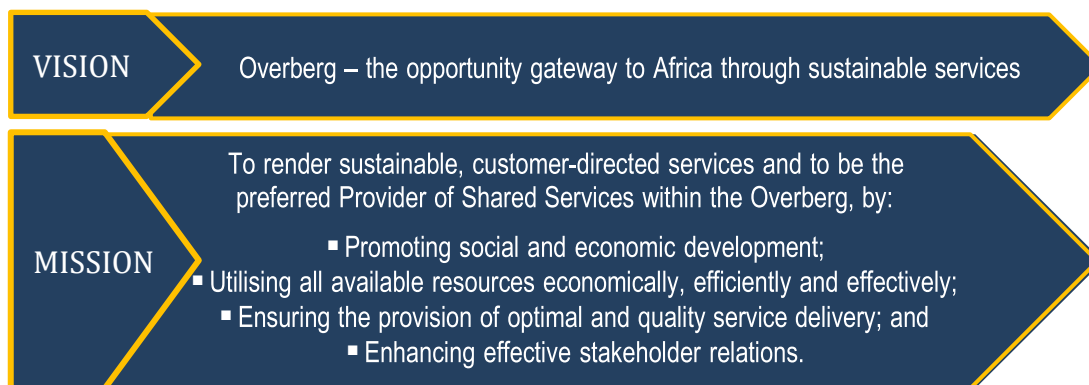 VISION
Overberg – the opportunity gateway to Africa through sustainable services
MISSION
To render sustainable, customer-directed services and to be the
preferred Provider of Shared Services within the Overberg, by:
▪ Promoting social and economic development;
▪ Utilising all available resources economically, efficiently and effectively;
▪ Ensuring the provision of optimal and quality service delivery; and
▪ Enhancing effective stakeholder relations.